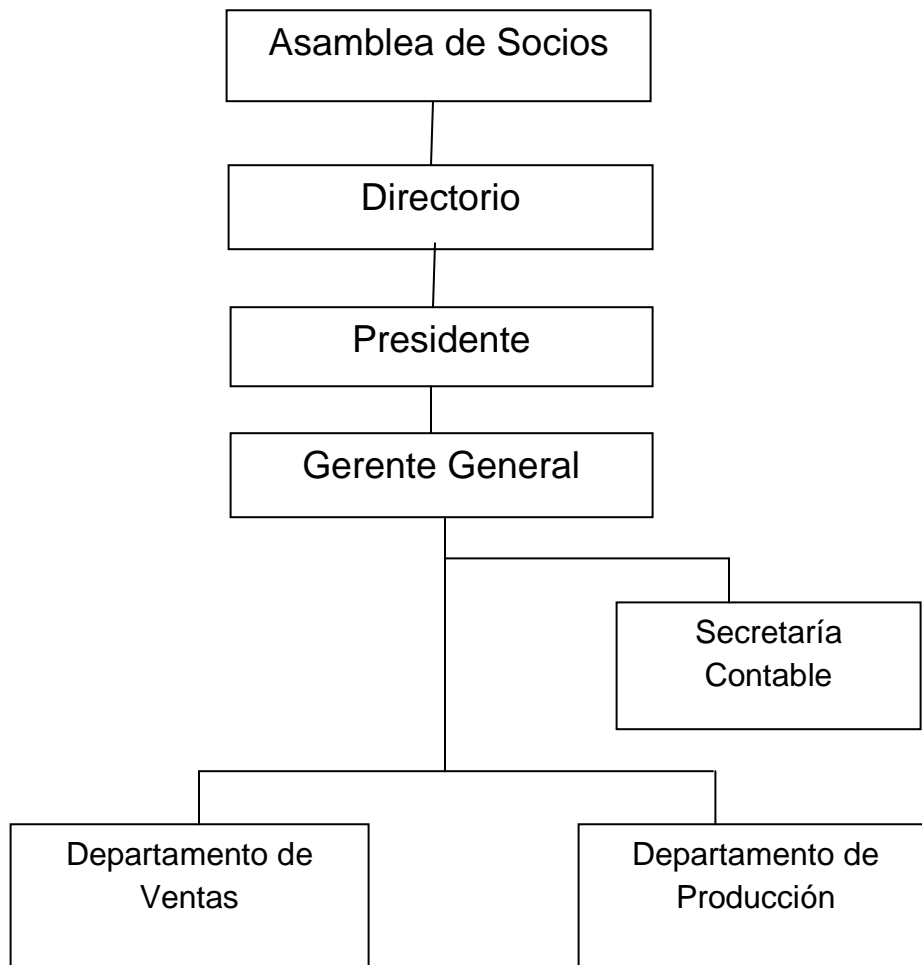 Asamblea de Socios
Directorio
Presidente
Gerente General
Secretaría
Contable
Departamento de
Ventas
Departamento de
Producción